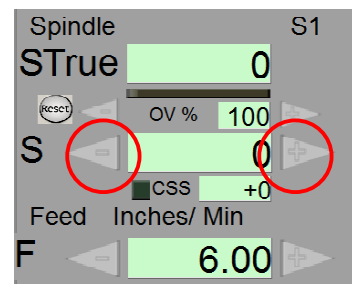 Spindle S1
STrue 0
Reset - OV % 100 +
S - 0 +
CSS +0
Feed Inches/ Min
F - 6.00 +